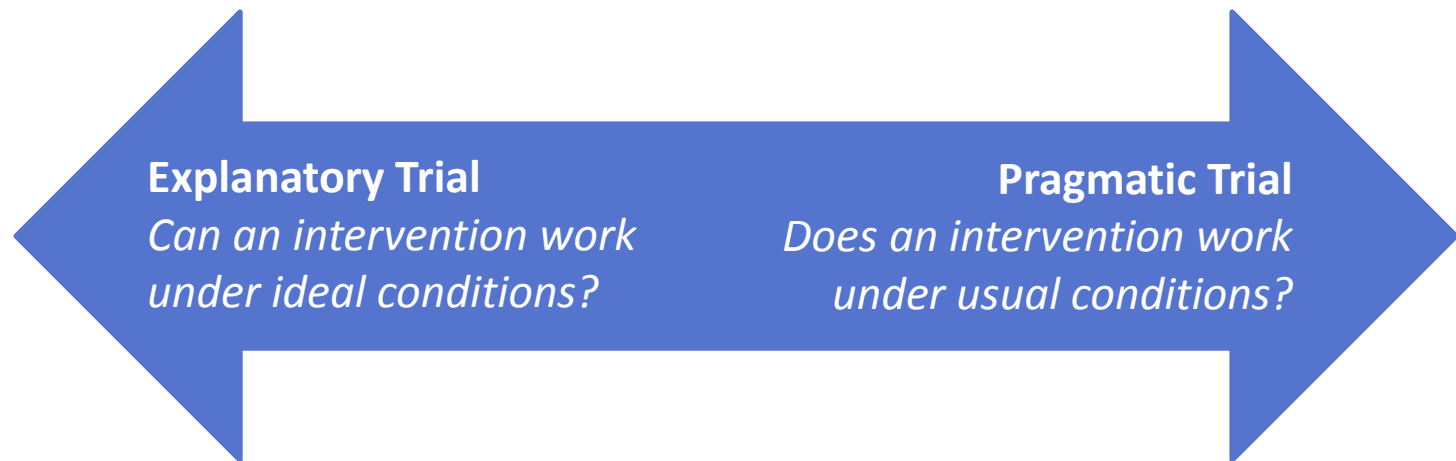 Explanatory Trial
Can an intervention work
under ideal conditions?
Pragmatic Trial
Does an intervention work
under usual conditions?